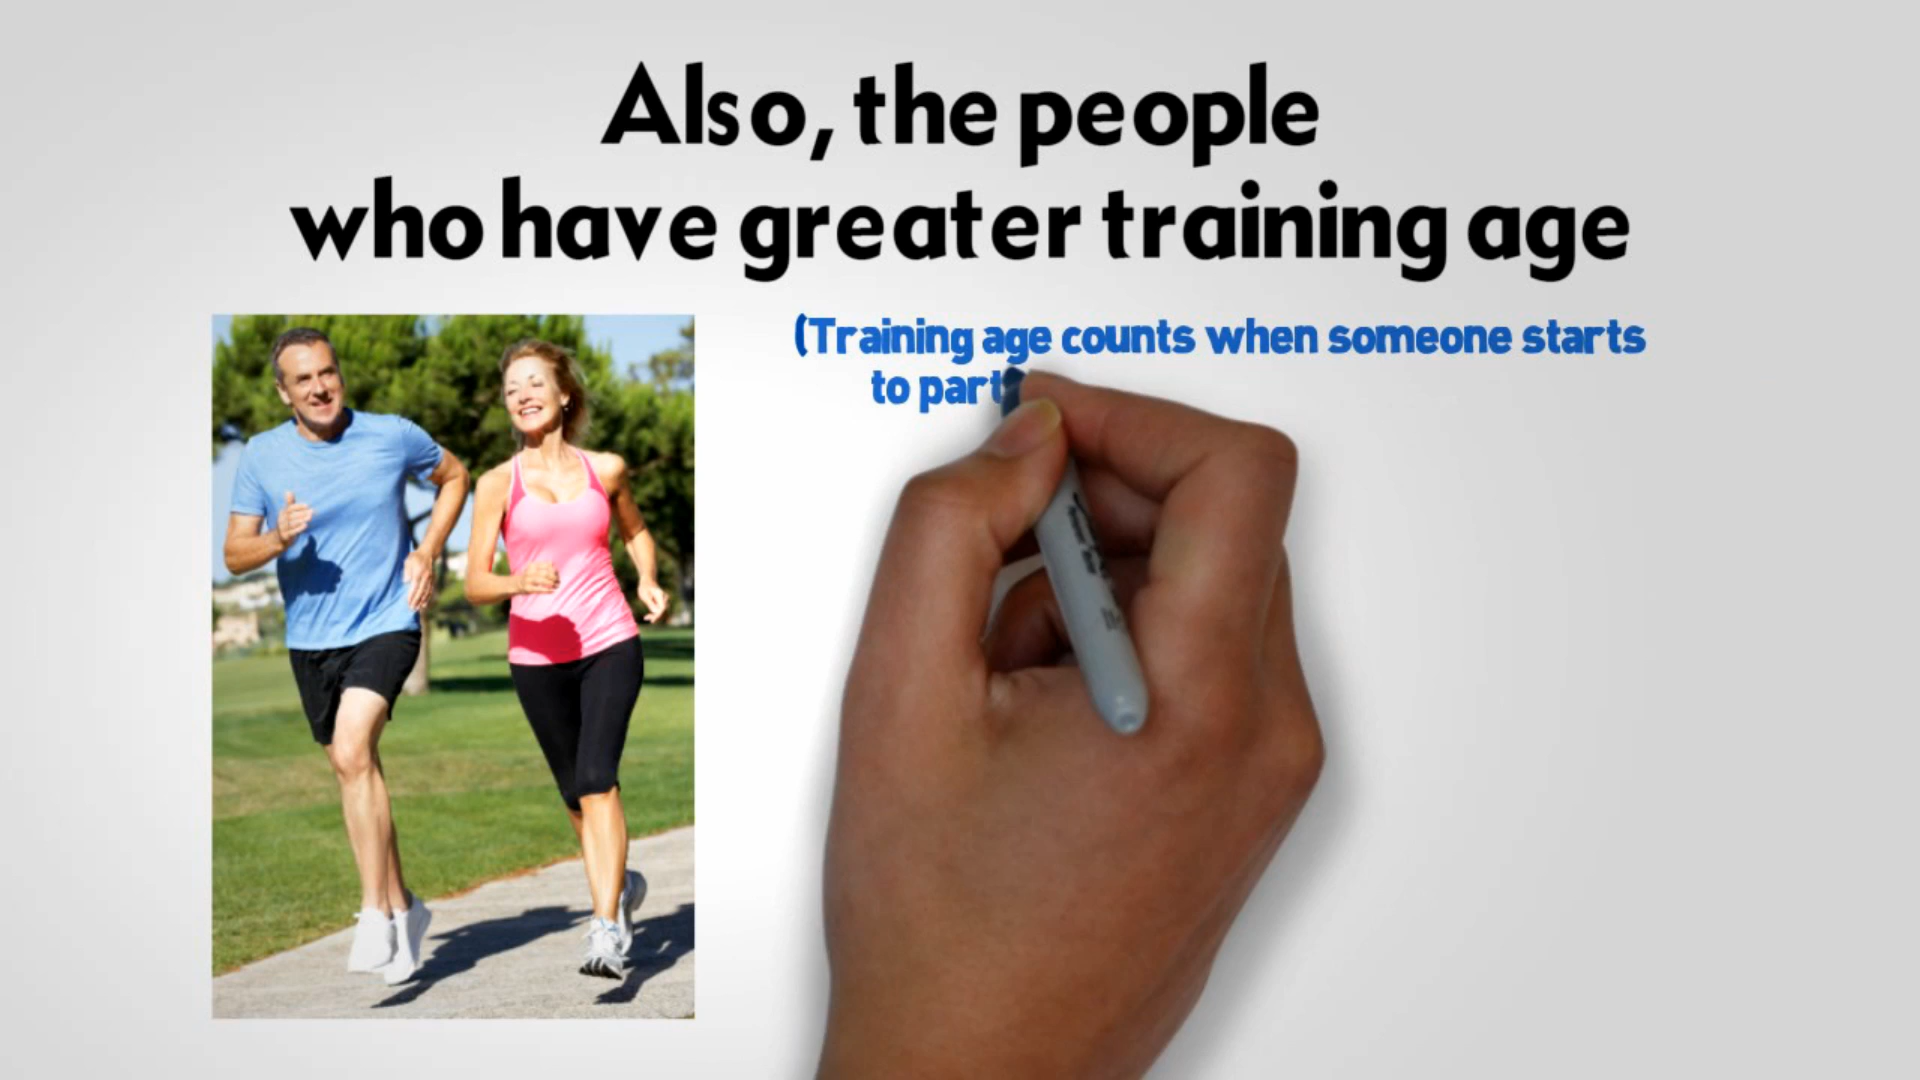 Also, the people
who have greater training age
(Training age counts when someone starts
to part